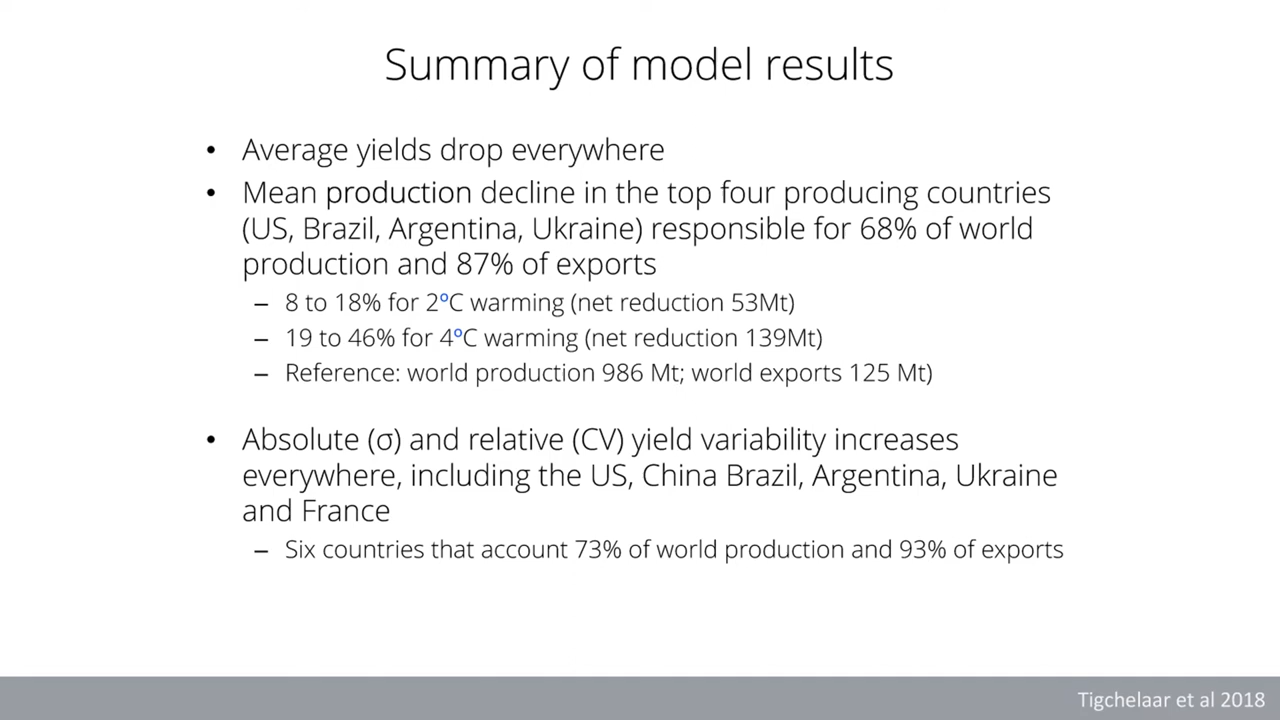 Summary of model results
• Average yields drop everywhere
• Mean production decline in the top four producing countries
(US, Brazil, Argentina, Ukraine) responsible for 68% of world
production and 87% of exports
– 8 to 18% for 2ºC warming (net reduction 53Mt)
– 19 to 46% for 4ºC warming (net reduction 139Mt)
– Reference: world production 986 Mt; world exports 125 Mt)
• Absolute (σ) and relative (CV) yield variability increases
everywhere, including the US, China Brazil, Argentina, Ukraine
and France
– Six countries that account 73% of world production and 93% of exports
Tigchelaar et al 2018